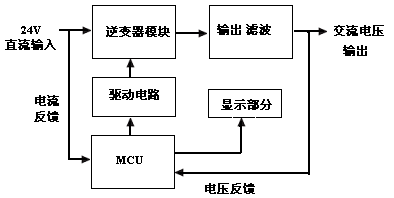 24V
直流输入
逆变器模块
输出 滤波
交流电压
输出
驱动电路
显示部分
电流
反馈
MCU
电压反馈